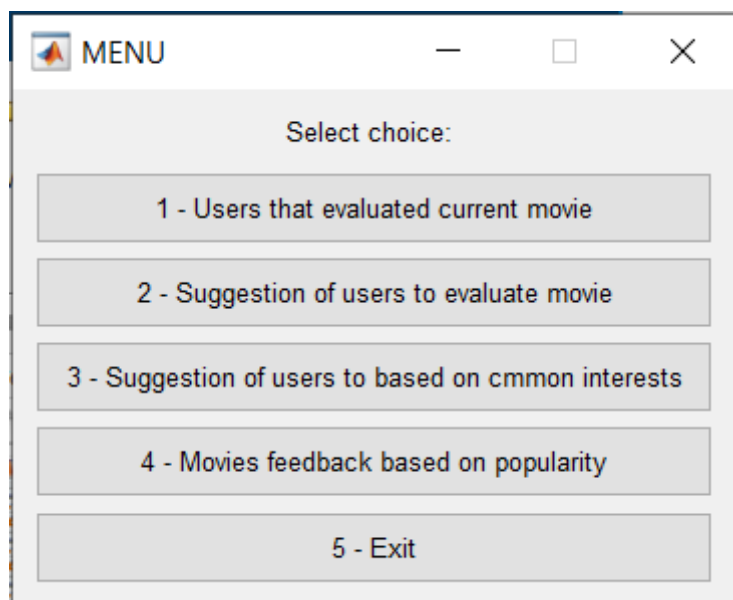 MENU
Select choice:
1 - Users that evaluated current movie
2 - Suggestion of users to evaluate movie
3 - Suggestion of users to based on cmmon interests
4 - Movies feedback based on popularity
5 - Exit